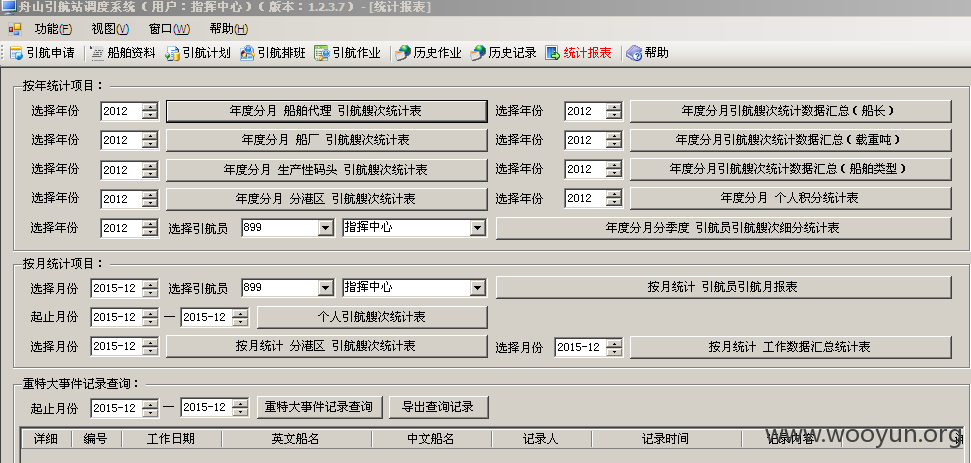 舟山引航站调度系统(用户:指挥中心)(版本:1.2.3.7) - [统计报表]
功能(F) 视图(V) 窗口(W) 帮助(H)
引航申请 船舶资料 引航计划 引航排班 引航作业 历史作业 历史记录 统计报表 帮助
按年统计项目:
选择年份 2012 年度分月 船舶代理 引航艘次统计表 选择年份 2012 年度分月引航艘次统计数据汇总(船长)
选择年份 2012 年度分月 船厂 引航艘次统计表 选择年份 2012 年度分月引航艘次统计数据汇总(载重吨)
选择年份 2012 年度分月 生产性码头 引航艘次统计表 选择年份 2012 年度分月引航艘次统计数据汇总(船舶类型)
选择年份 2012 年度分月 分港区 引航艘次统计表 选择年份 2012 年度分月 个人积分统计表
选择年份 2012 选择引航员 899 指挥中心 年度分月分季度 引航员引航艘次细分统计表
按月统计项目:
选择月份 2015-12 选择引航员 899 指挥中心 按月统计 引航员引航月报表
起止月份 2015-12 — 2015-12 个人引航艘次统计表
选择月份 2015-12 按月统计 分港区 引航艘次统计表 选择月份 2015-12 按月统计 工作数据汇总统计表
重特大事件记录查询:
起止月份 2015-12 — 2015-12 重特大事件记录查询 导出查询记录
详细 编号 工作日期 英文船名 中文船名 记录人 记录时间 记录内容
www.wooyun.org